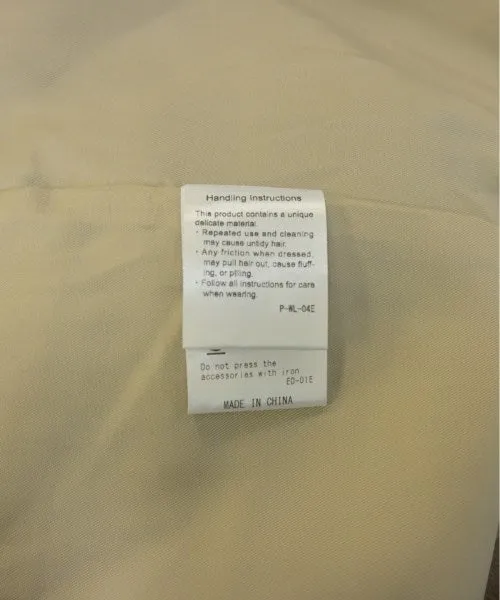 Handling Instructions
This product contains a unique
delicate material.
・Repeated use and cleaning
may cause untidy hair.
・Any friction when dressed,
may pull hair out, cause fluff-
ing, or pilling.
・Follow all instructions for care
when wearing.
P-WL-04E
Do not press the
accessories with iron
ED-01E
MADE IN CHINA